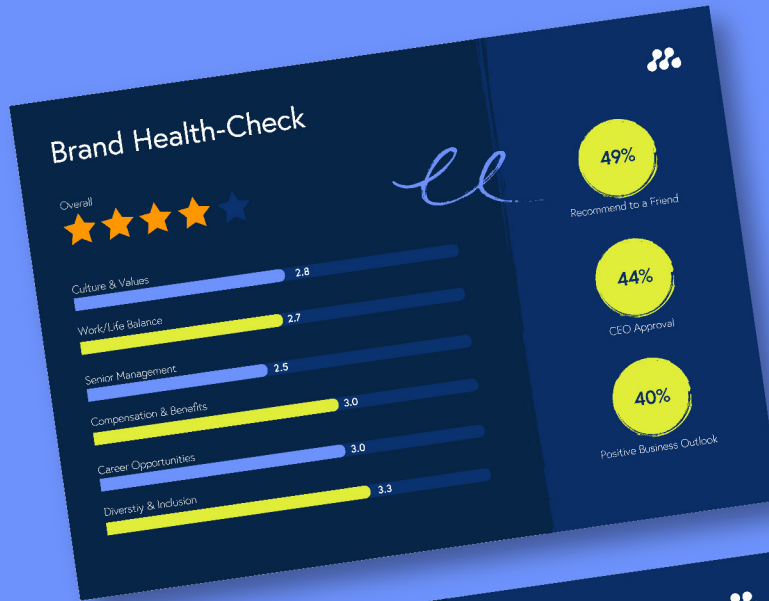 Brand Health-Check
Overall
Culture & Values
2.8
Work/Life Balance
2.7
Senior Management
2.5
Compensation & Benefits
3.0
Career Opportunities
3.0
Diverstiy & Inclusion
3.3
49%
Recommend to a Friend
44%
CEO Approval
40%
Positive Business Outlook